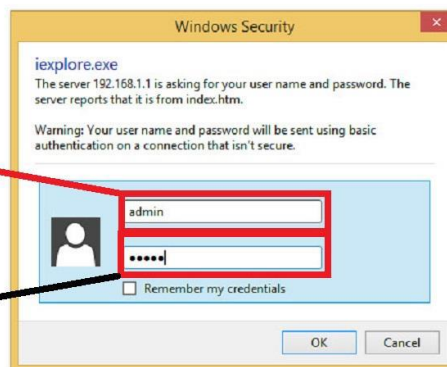 Windows Security
iexplore.exe
The server 192.168.1.1 is asking for your user name and password. The
server reports that it is from index.htm.
Warning: Your user name and password will be sent using basic
authentication on a connection that isn't secure.
admin
•••••
Remember my credentials
OK
Cancel